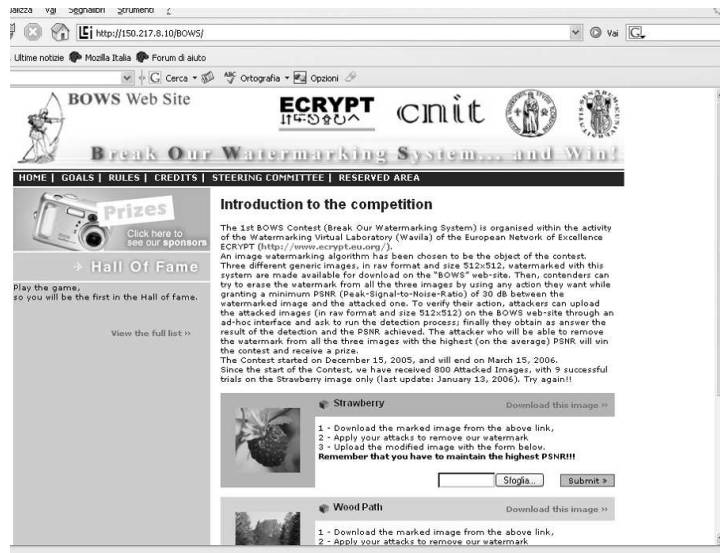 ualizza Vai Segnalibri Strumenti ?
http://150.217.8.10/BOWS/
Vai
G
Ultime notizie Mozilla Italia Forum di aiuto
G Cerca ABC Ortografia Opzioni
BOWS Web Site
ECRYPT
cnit
Break Our Watermarking System... and Win!
HOME | GOALS | RULES | CREDITS | STEERING COMMITTEE | RESERVED AREA
Prizes
Click here to
see our sponsors
Hall Of Fame
Play the game,
so you will be the first in the Hall of fame.
View the full list »
Introduction to the competition
The 1st BOWS Contest (Break Our Watermarking System) is organised within the activity
of the Watermarking Virtual Laboratory (Wavila) of the European Network of Excellence
ECRYPT (http://www.ecrypt.eu.org/).
An image watermarking algorithm has been chosen to be the object of the contest.
Three different generic images, in raw format and size 512x512, watermarked with this
system are made available for download on the "BOWS" web-site. Then, contenders can
try to erase the watermark from all the three images by using any action they want while
granting a minimum PSNR (Peak-Signal-to-Noise-Ratio) of 30 dB between the
watermarked image and the attacked one. To verify their action, attackers can upload
the attacked images (in raw format and size 512x512) on the BOWS web-site through an
ad-hoc interface and ask to run the detection process; finally they obtain as answer the
result of the detection and the PSNR achieved. The attacker who will be able to remove
the watermark from all the three images with the highest (on the average) PSNR will win
the contest and receive a prize.
The Contest started on December 15, 2005, and will end on March 15, 2006.
Since the start of the Contest, we have received 800 Attacked Images, with 9 successful
trials on the Strawberry image only (last update: January 13, 2006). Try again!!
Strawberry
Download this image »
1 - Download the marked image from the above link,
2 - Apply your attacks to remove our watermark
3 - Upload the modified image with the form below.
Remember that you have to maintain the highest PSNR!!!
Sfoglia...
Submit »
Wood Path
Download this image »
1 - Download the marked image from the above link,
2 - Apply your attacks to remove our watermark